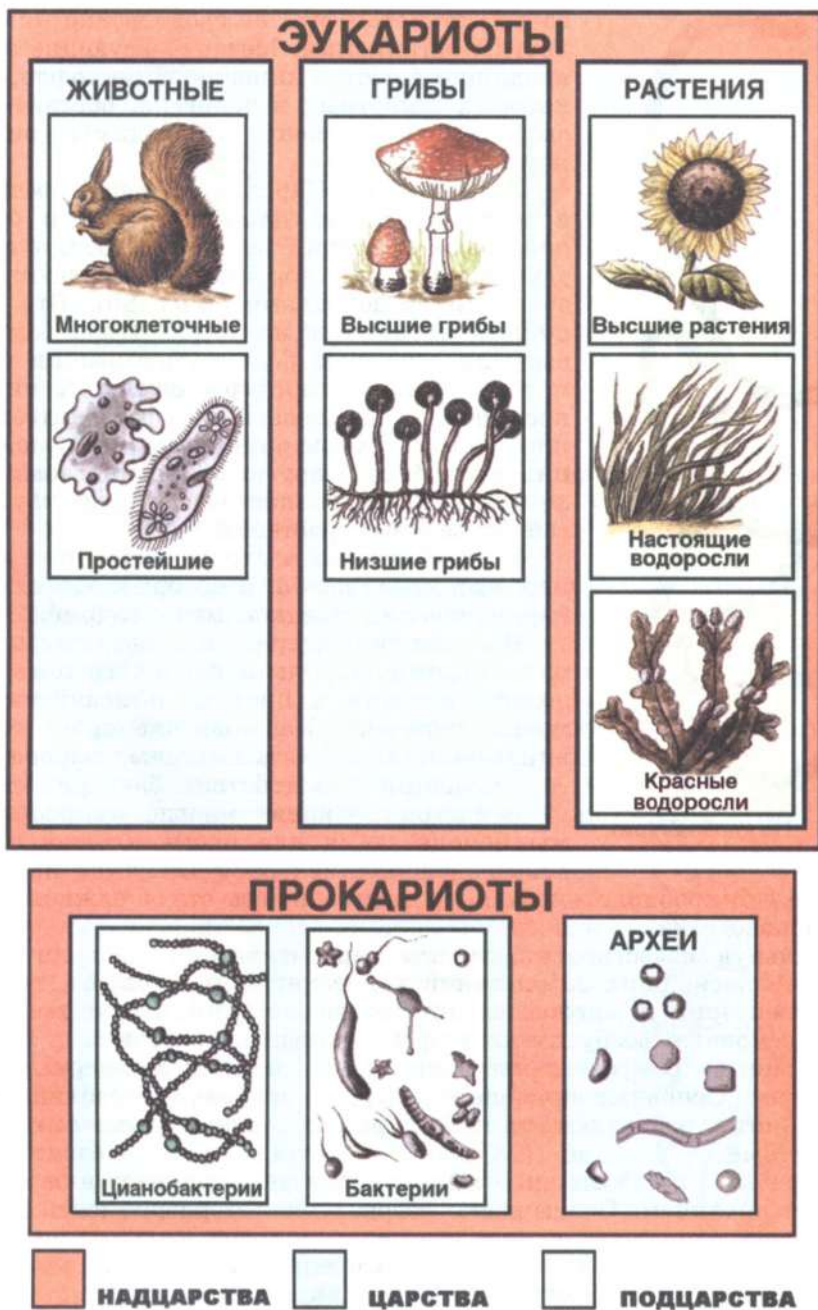 ЭУКАРИОТЫ
ЖИВОТНЫЕ
ГРИБЫ
РАСТЕНИЯ
Многоклеточные
Высшие грибы
Высшие растения
Простейшие
Низшие грибы
Настоящие
водоросли
Красные
водоросли
ПРОКАРИОТЫ
АРХЕИ
Цианобактерии
Бактерии
НАДЦАРСТВА
ЦАРСТВА
ПОДЦАРСТВА